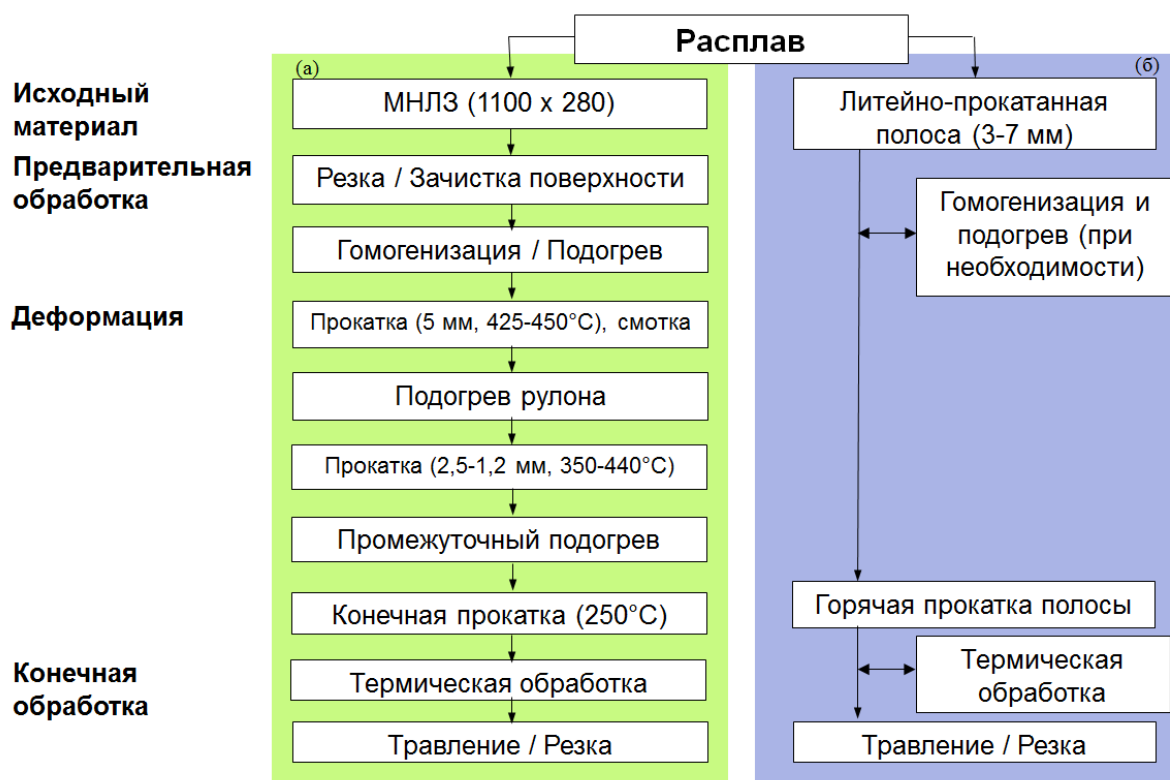 Расплав
(а)
(б)
Исходный
материал
МНЛЗ (1100 x 280)
Литейно-прокатанная
полоса (3-7 мм)
Предварительная
обработка
Резка / Зачистка поверхности
Гомогенизация и
подогрев (при
необходимости)
Гомогенизация / Подогрев
Деформация
Прокатка (5 мм, 425-450°C), смотка
Подогрев рулона
Прокатка (2,5-1,2 мм, 350-440°C)
Промежуточный подогрев
Конечная прокатка (250°C)
Горячая прокатка полосы
Конечная
обработка
Термическая обработка
Термическая
обработка
Травление / Резка
Травление / Резка